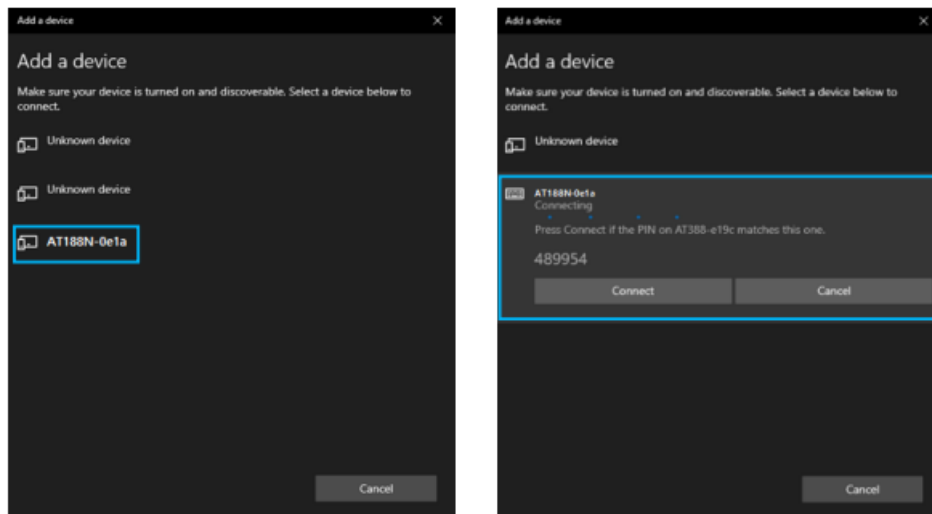 Add a device
Add a device
Make sure your device is turned on and discoverable. Select a device below to
connect.
Unknown device
Unknown device
AT188N-0e1a
Cancel
Add a device
Add a device
Make sure your device is turned on and discoverable. Select a device below to
connect.
Unknown device
AT188N-0e1a
Connecting
Press Connect if the PIN on AT388-e19c matches this one.
489954
Connect
Cancel
Cancel